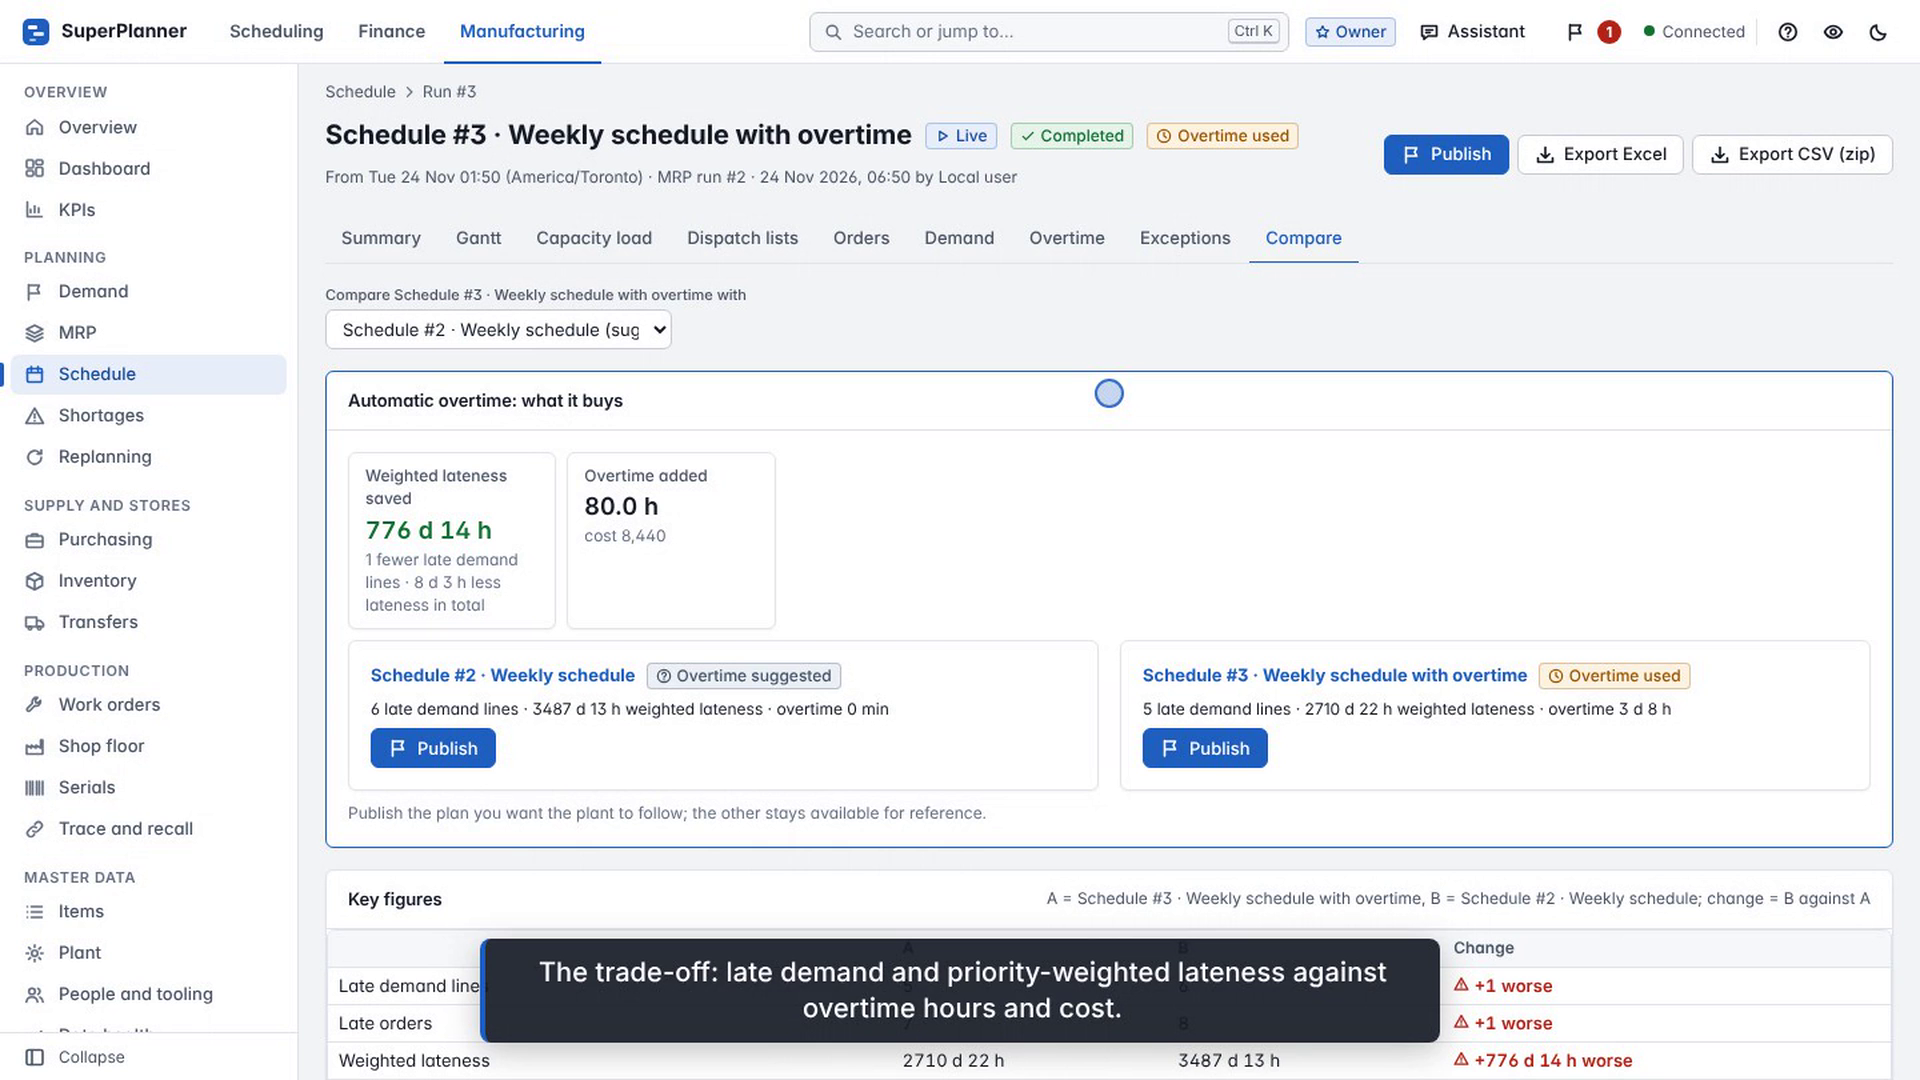 SuperPlanner
Scheduling
Finance
Manufacturing
Search or jump to...
Ctrl K
Owner
Assistant
1
Connected
OVERVIEW
Overview
Dashboard
KPIs
PLANNING
Demand
MRP
Schedule
Shortages
Replanning
SUPPLY AND STORES
Purchasing
Inventory
Transfers
PRODUCTION
Work orders
Shop floor
Serials
Trace and recall
MASTER DATA
Items
Plant
People and tooling
Collapse
Schedule > Run #3
Schedule #3 · Weekly schedule with overtime
Live
Completed
Overtime used
From Tue 24 Nov 01:50 (America/Toronto) · MRP run #2 · 24 Nov 2026, 06:50 by Local user
Publish
Export Excel
Export CSV (zip)
Summary
Gantt
Capacity load
Dispatch lists
Orders
Demand
Overtime
Exceptions
Compare
Compare Schedule #3 · Weekly schedule with overtime with
Schedule #2 · Weekly schedule (sug
Automatic overtime: what it buys
Weighted lateness
saved
776 d 14 h
1 fewer late demand
lines · 8 d 3 h less
lateness in total
Overtime added
80.0 h
cost 8,440
Schedule #2 · Weekly schedule
Overtime suggested
6 late demand lines · 3487 d 13 h weighted lateness · overtime 0 min
Publish
Schedule #3 · Weekly schedule with overtime
Overtime used
5 late demand lines · 2710 d 22 h weighted lateness · overtime 3 d 8 h
Publish
Publish the plan you want the plant to follow; the other stays available for reference.
Key figures
A = Schedule #3 · Weekly schedule with overtime, B = Schedule #2 · Weekly schedule; change = B against A
A B Change
Late demand line +1 worse
Late orders 8 +1 worse
Weighted lateness 2710 d 22 h 3487 d 13 h +776 d 14 h worse
The trade-off: late demand and priority-weighted lateness against
overtime hours and cost.